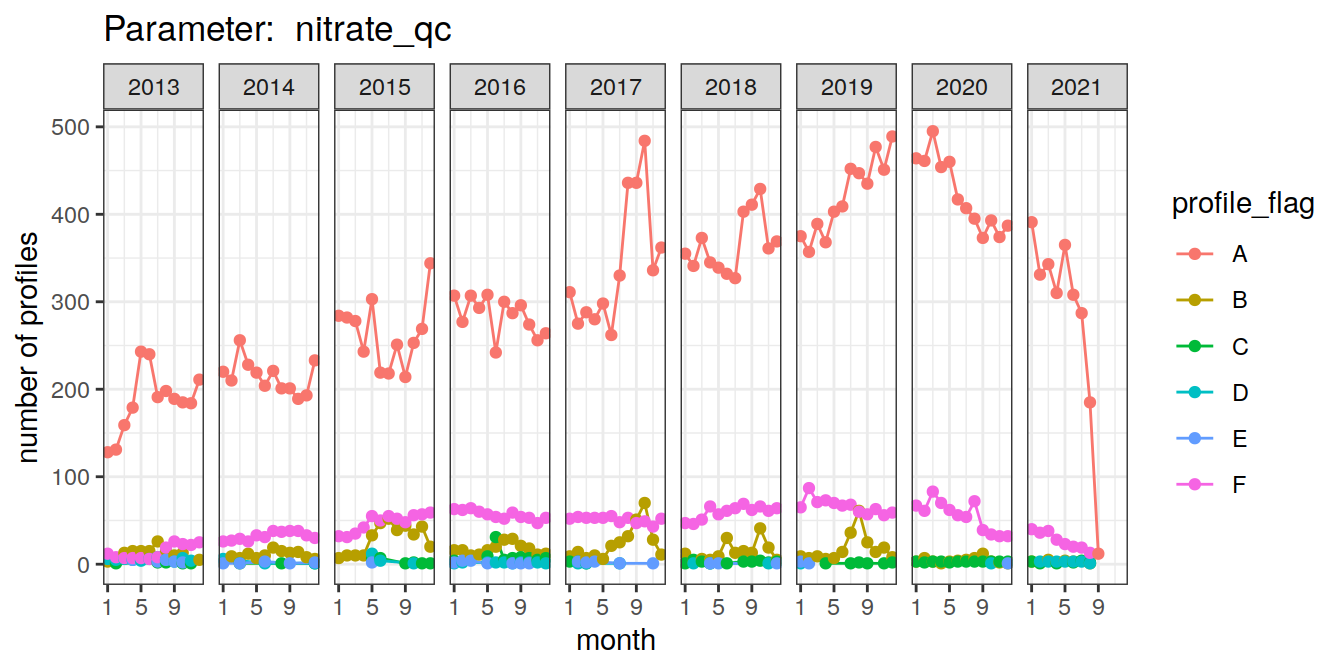 Parameter:  nitrate_qc
2013 2014 2015 2016 2017 2018 2019 2020 2021
500
400
300
200
100
0
number of profiles
1 5 9 1 5 9 1 5 9 1 5 9 1 5 9 1 5 9 1 5 9 1 5 9 1 5 9
month
profile_flag
A
B
C
D
E
F